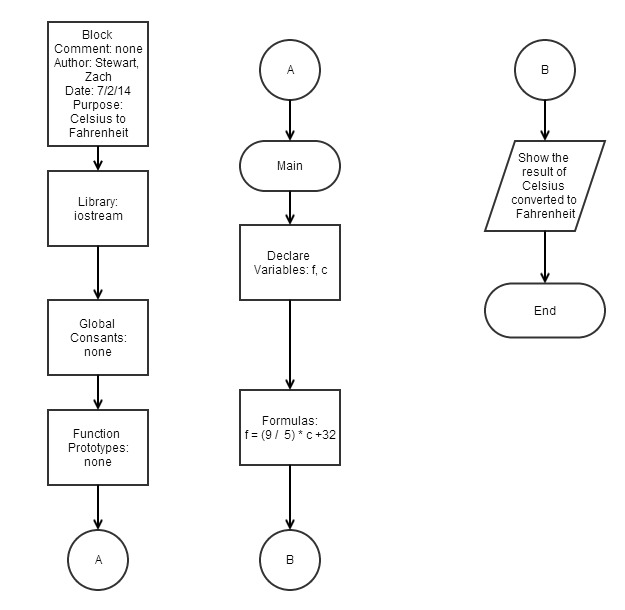 Block
Comment: none
Author: Stewart,
Zach
Date: 7/2/14
Purpose:
Celsius to
Fahrenheit
Library:
iostream
Global
Consants:
none
Function
Prototypes:
none
A
A
Main
Declare
Variables: f, c
Formulas:
f = (9 / 5) * c +32
B
B
Show the
result of
Celsius
converted to
Fahrenheit
End